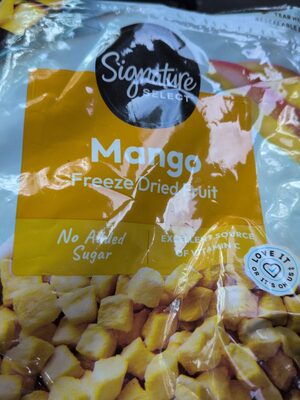 Signature
SELECT
Mango
Freeze Dried Fruit
No Added
Sugar
EXCELLENT SOURCE
OF VITAMIN C
LOVE IT
OR IT'S ON US!